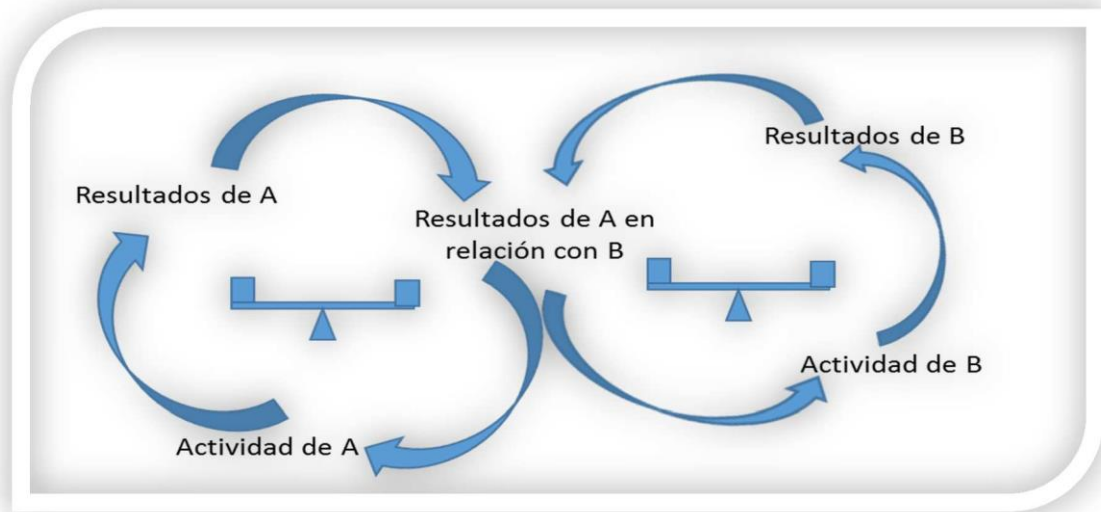 Resultados de B
Resultados de A
Resultados de A en
relación con B
Actividad de B
Actividad de A